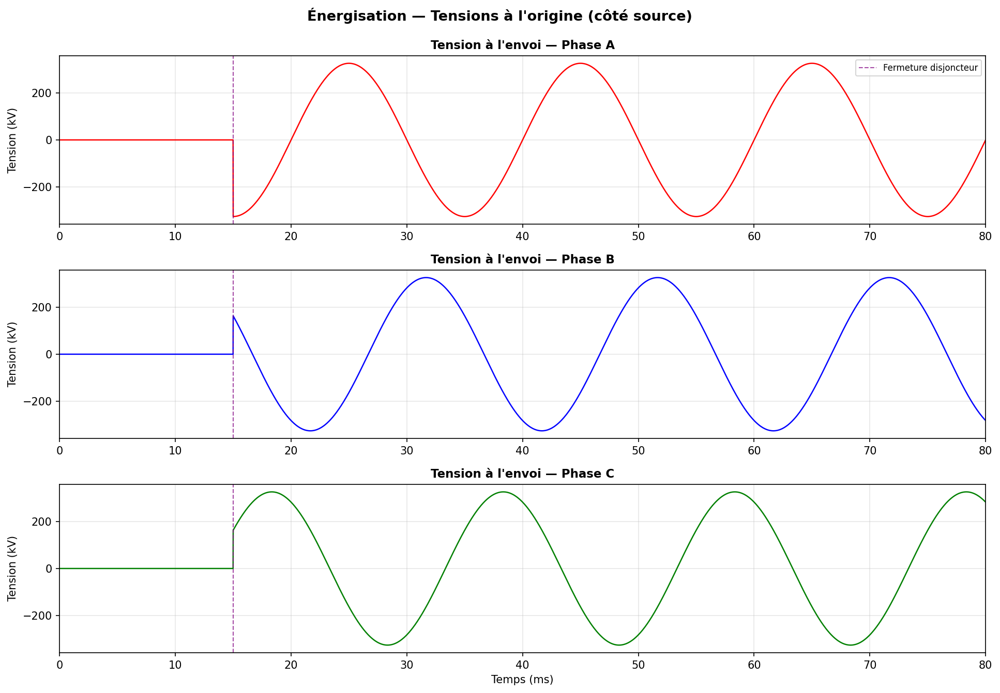 Énergisation — Tensions à l'origine (côté source)
Tension à l'envoi — Phase A
Fermeture disjoncteur
Tension (kV)
200
0
−200
0 10 20 30 40 50 60 70 80
Tension à l'envoi — Phase B
Tension (kV)
200
0
−200
0 10 20 30 40 50 60 70 80
Tension à l'envoi — Phase C
Tension (kV)
200
0
−200
0 10 20 30 40 50 60 70 80
Temps (ms)